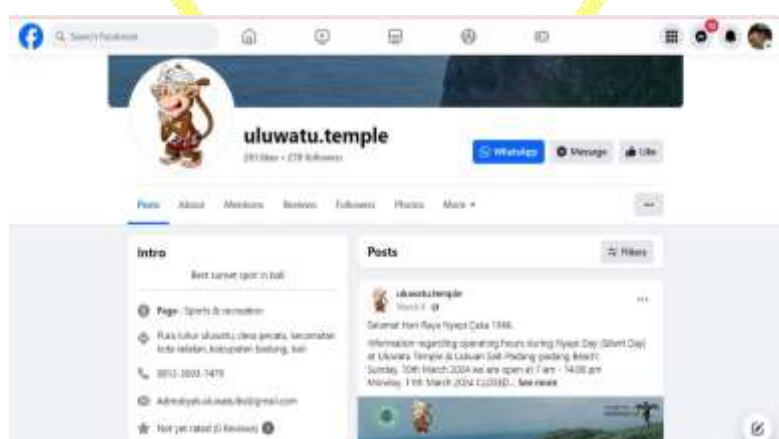 Search Facebook
uluwatu.temple
261 likes • 278 followers
WhatsApp Message Like
Posts About Mentions Reviews Followers Photos More
Intro
Best sunset spot in bali
Page · Sports & recreation
Pura luhur uluwatu, desa pecatu, kecamatan
kuta selatan, kabupaten badung, bali
Not yet rated (0 Reviews)
Posts
Filters
uluwatu.temple
Selamat Hari Raya Nyepi Caka 1946.
Information regarding operating hours during Nyepi Day (Silent Day)
at Uluwatu Temple & Labuan Sait Padang padang Beach:
Sunday, 10th March 2024 we are open at 7 am - 14.00 pm
Monday, 11th March 2024 CLOSED... See more